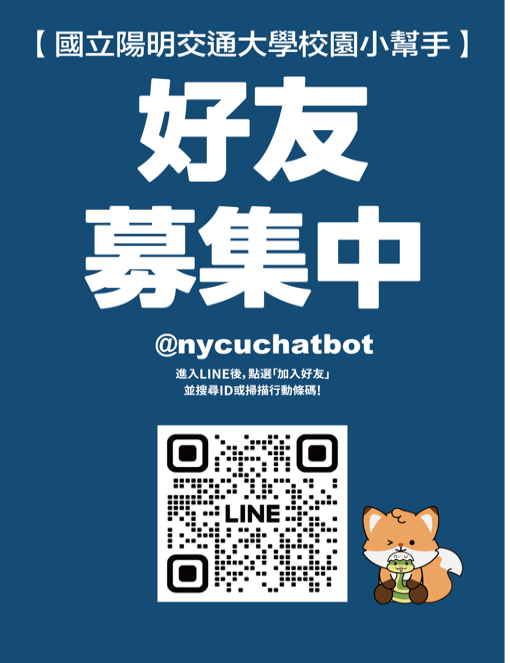 【 國立陽明交通大學校園小幫手 】
好友
募集中
@nycuchatbot
進入LINE後，點選「加入好友」
並搜尋ID或掃描行動條碼！
LINE